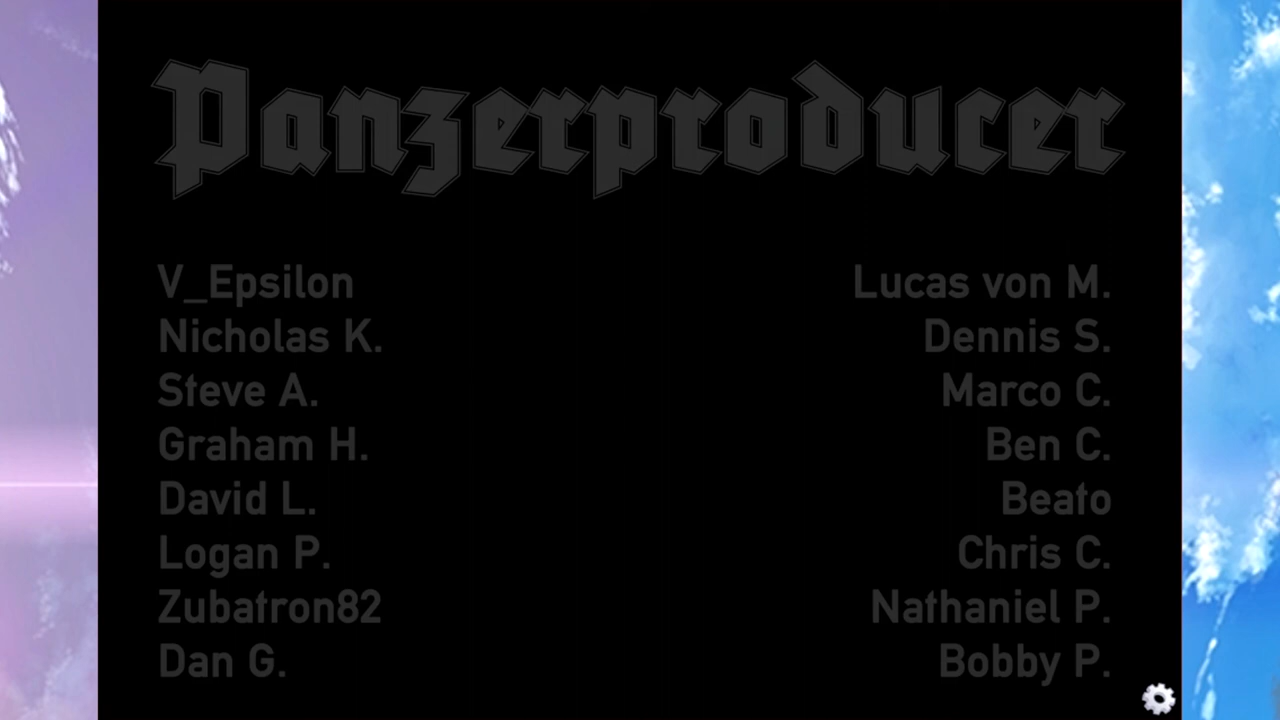 Panzerproducer
V_Epsilon
Nicholas K.
Steve A.
Graham H.
David L.
Logan P.
Zubatron82
Dan G.
Lucas von M.
Dennis S.
Marco C.
Ben C.
Beato
Chris C.
Nathaniel P.
Bobby P.